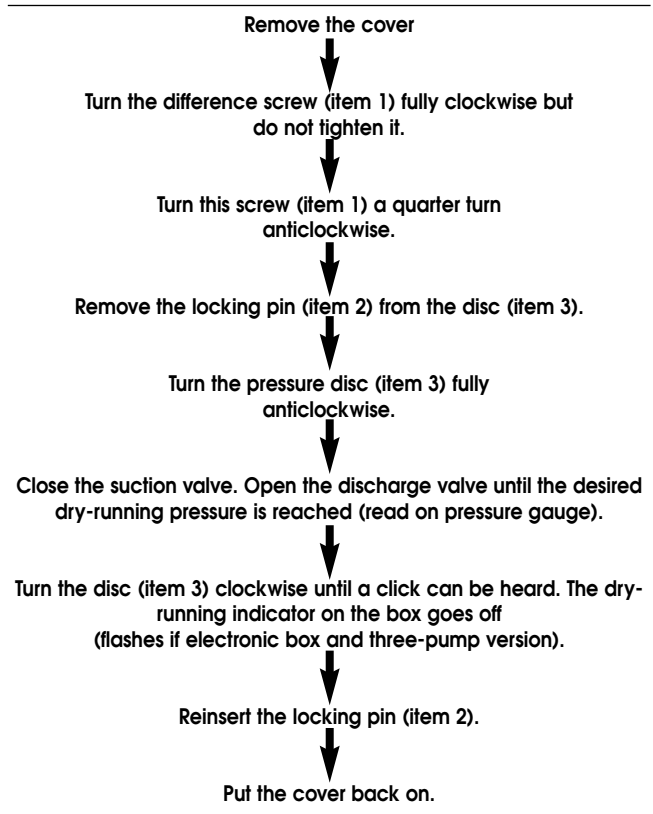 Remove the cover
Turn the difference screw (item 1) fully clockwise but
do not tighten it.
Turn this screw (item 1) a quarter turn
anticlockwise.
Remove the locking pin (item 2) from the disc (item 3).
Turn the pressure disc (item 3) fully
anticlockwise.
Close the suction valve. Open the discharge valve until the desired
dry-running pressure is reached (read on pressure gauge).
Turn the disc (item 3) clockwise until a click can be heard. The dry-
running indicator on the box goes off
(flashes if electronic box and three-pump version).
Reinsert the locking pin (item 2).
Put the cover back on.